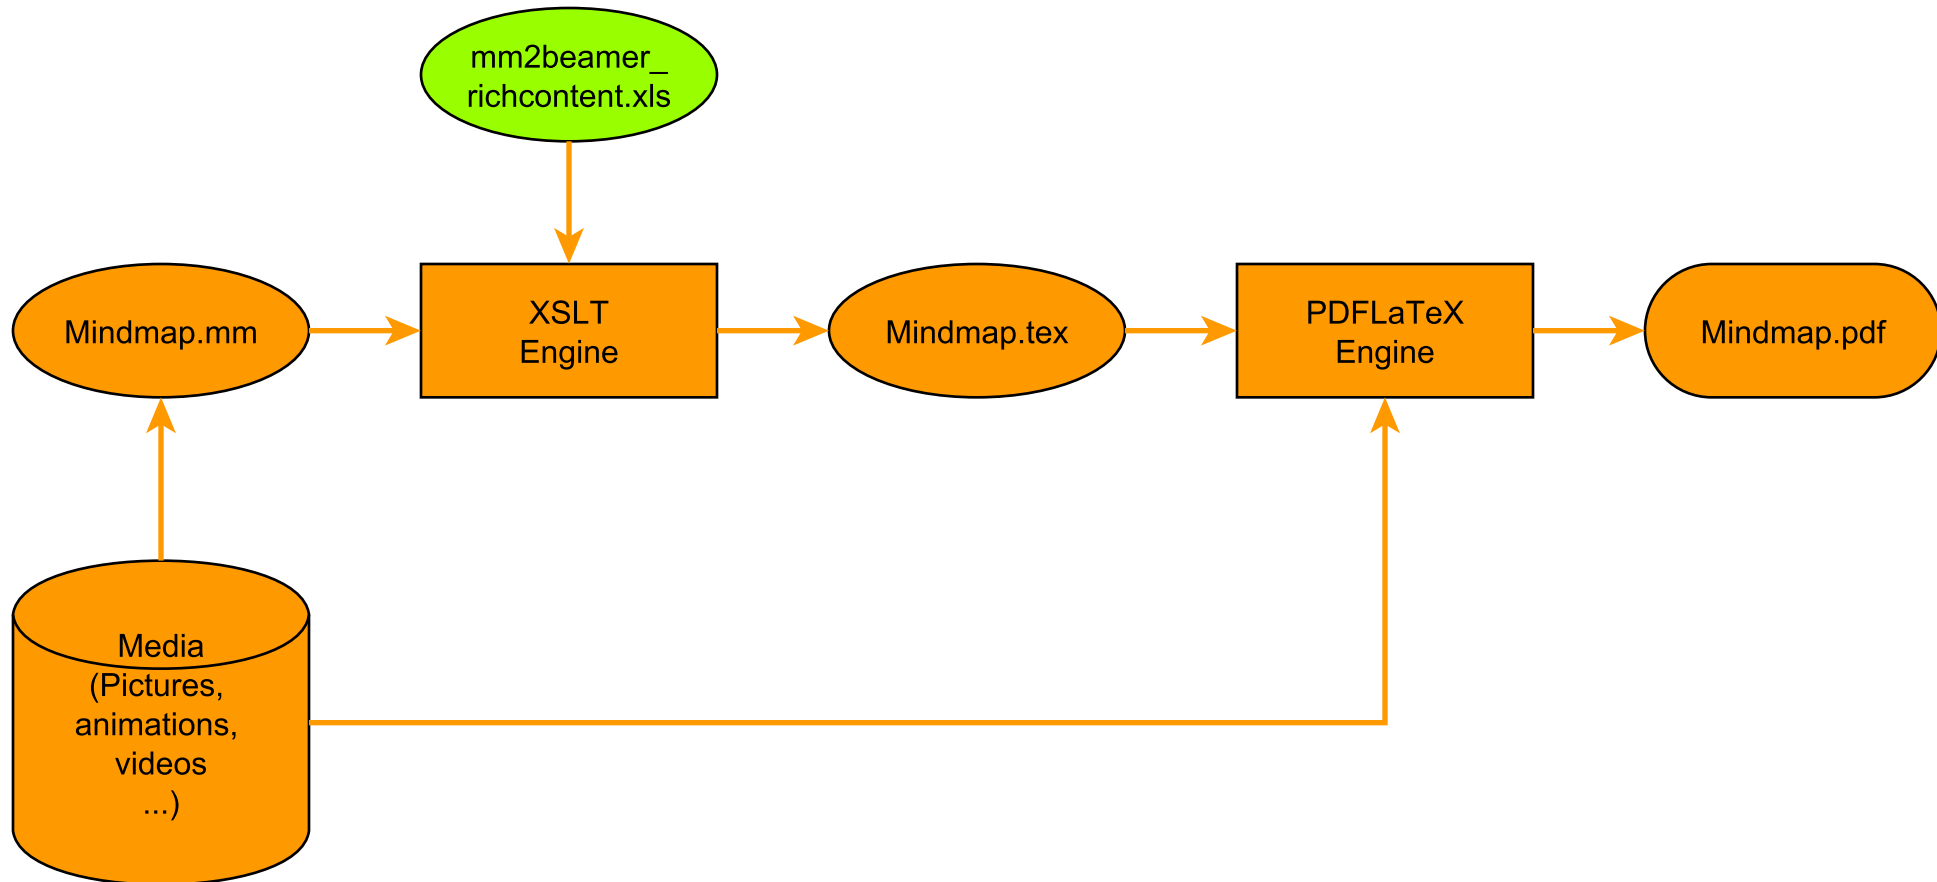 mm2beamer_
richcontent.xls
Mindmap.mm
XSLT
Engine
Mindmap.tex
PDFLaTeX
Engine
Mindmap.pdf
Media
(Pictures,
animations,
videos
...)